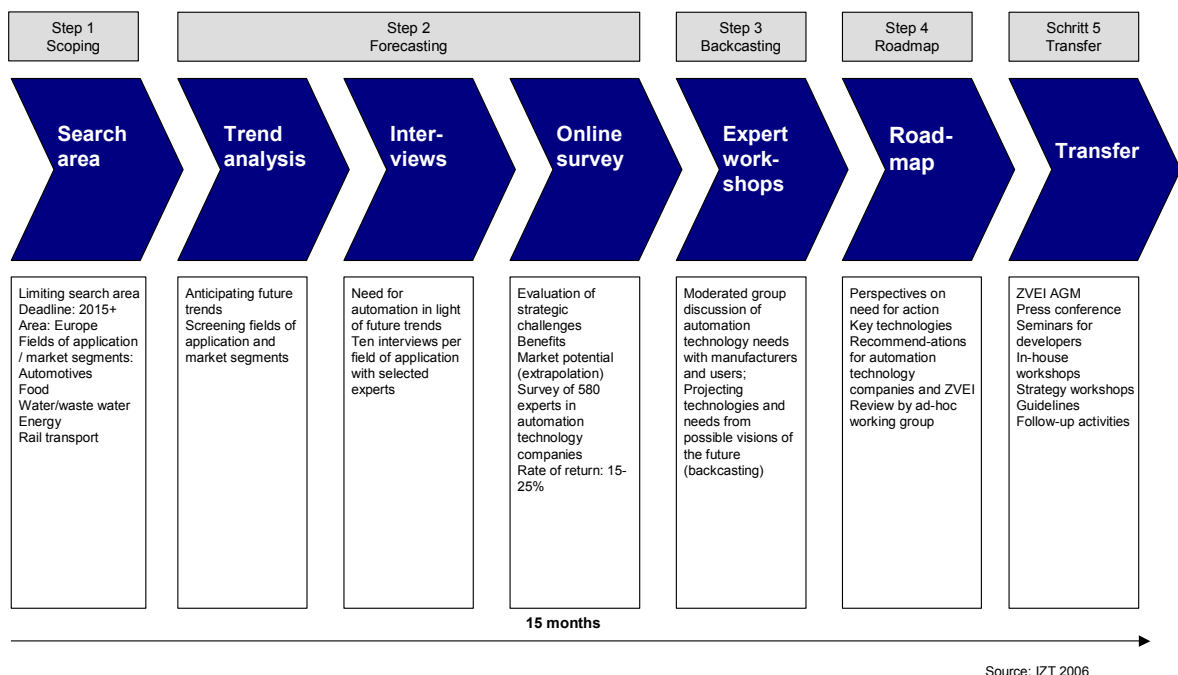 Step 1
Scoping
Step 2
Forecasting
Step 3
Backcasting
Step 4
Roadmap
Schritt 5
Transfer
Search
area
Trend
analysis
Inter-
views
Online
survey
Expert
work-
shops
Road-
map
Transfer
Limiting search area
Deadline: 2015+
Area: Europe
Fields of application
/ market segments:
Automotives
Food
Water/waste water
Energy
Rail transport
Anticipating future
trends
Screening fields of
application and
market segments
Need for
automation in light
of future trends
Ten interviews per
field of application
with selected
experts
Evaluation of
strategic
challenges
Benefits
Market potential
(extrapolation)
Survey of 580
experts in
automation
technology
companies
Rate of return: 15-
25%
Moderated group
discussion of
automation
technology needs
with manufacturers
and users;
Projecting
technologies and
needs from
possible visions of
the future
(backcasting)
Perspectives on
need for action
Key technologies
Recommend-ations
for automation
technology
companies and ZVEI
Review by ad-hoc
working group
ZVEI AGM
Press conference
Seminars for
developers
In-house
workshops
Strategy workshops
Guidelines
Follow-up activities
15 months
Source: IZT 2006